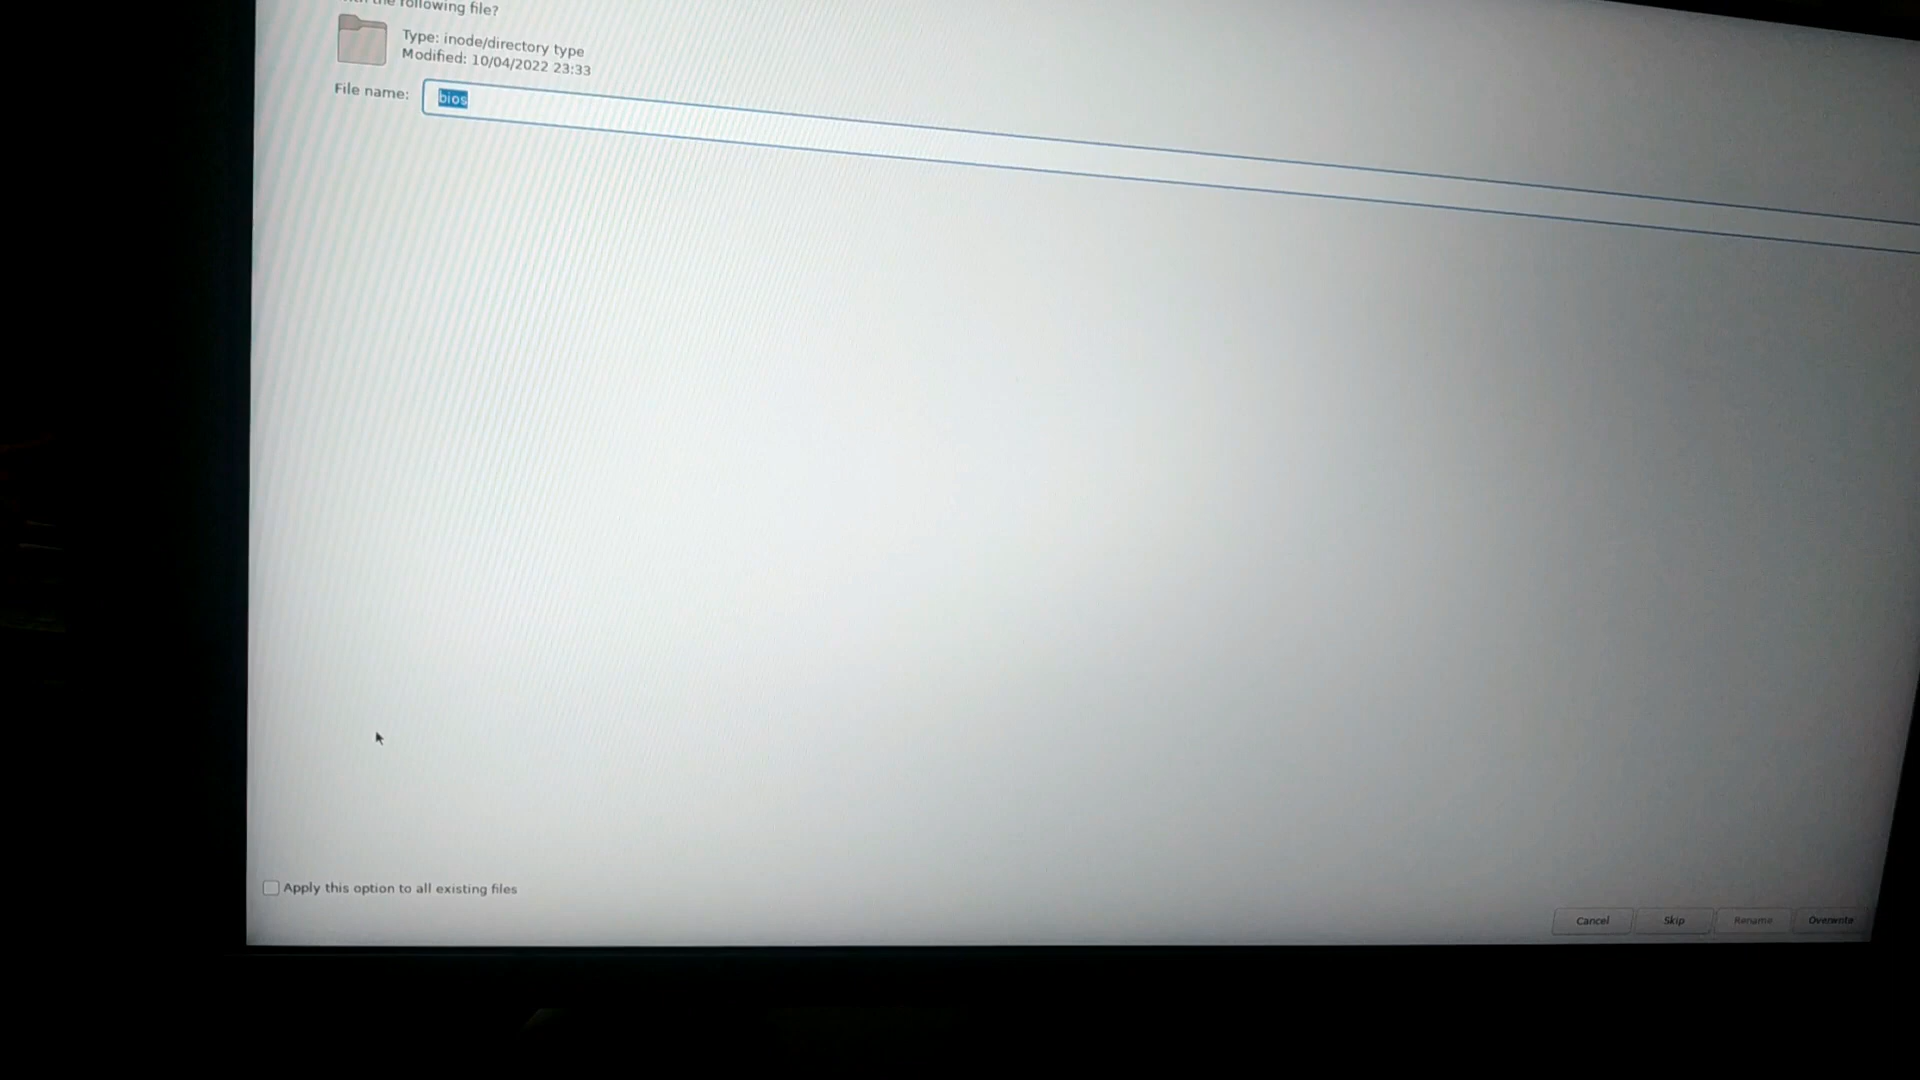 the following file?
Type: inode/directory type
Modified: 10/04/2022 23:33
File name: bios
Apply this option to all existing files
Cancel Skip Rename Overwrite